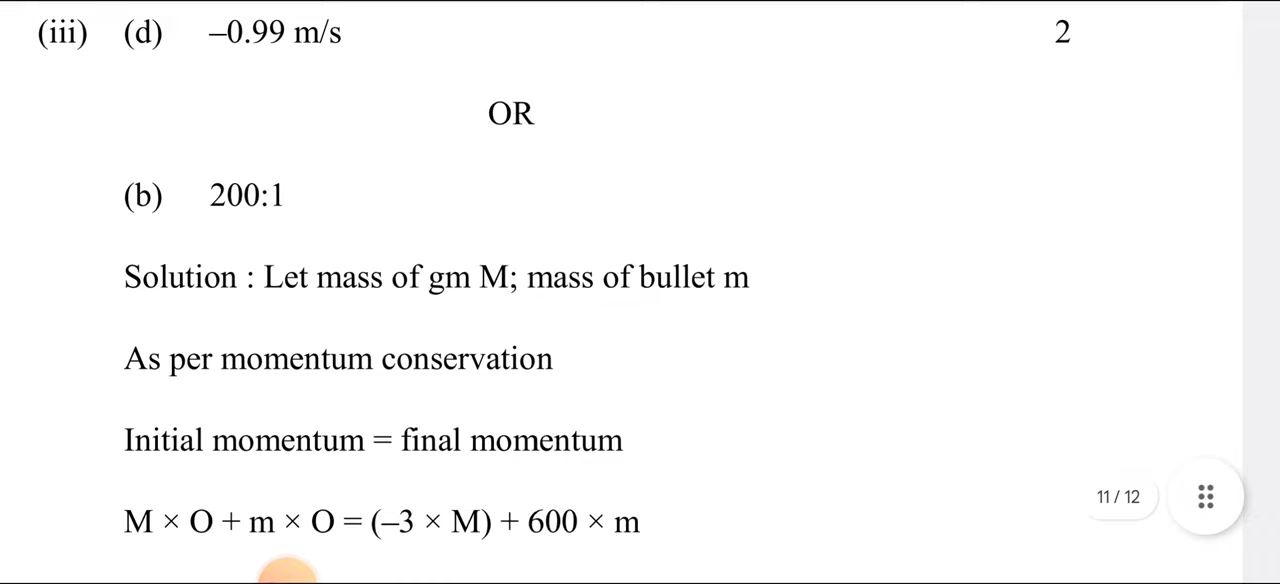 (iii) (d) –0.99 m/s 2
OR
(b) 200:1
Solution : Let mass of gm M; mass of bullet m
As per momentum conservation
Initial momentum = final momentum
M × O + m × O = (–3 × M) + 600 × m
11 / 12